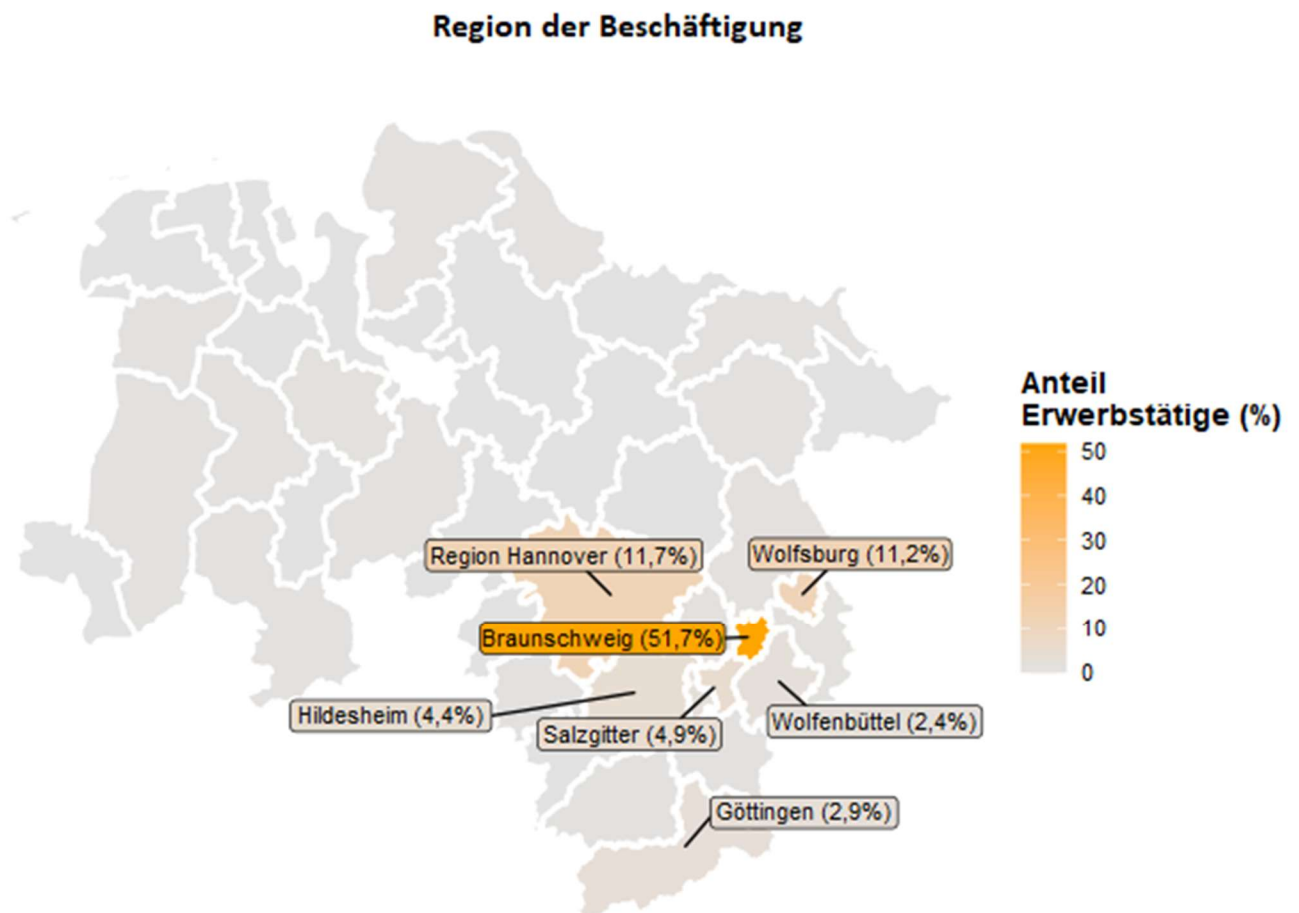 Region der Beschäftigung
Anteil
Erwerbstätige (%)
50
40
30
20
10
0
Region Hannover (11,7%)
Wolfsburg (11,2%)
Braunschweig (51,7%)
Hildesheim (4,4%)
Salzgitter (4,9%)
Wolfenbüttel (2,4%)
Göttingen (2,9%)